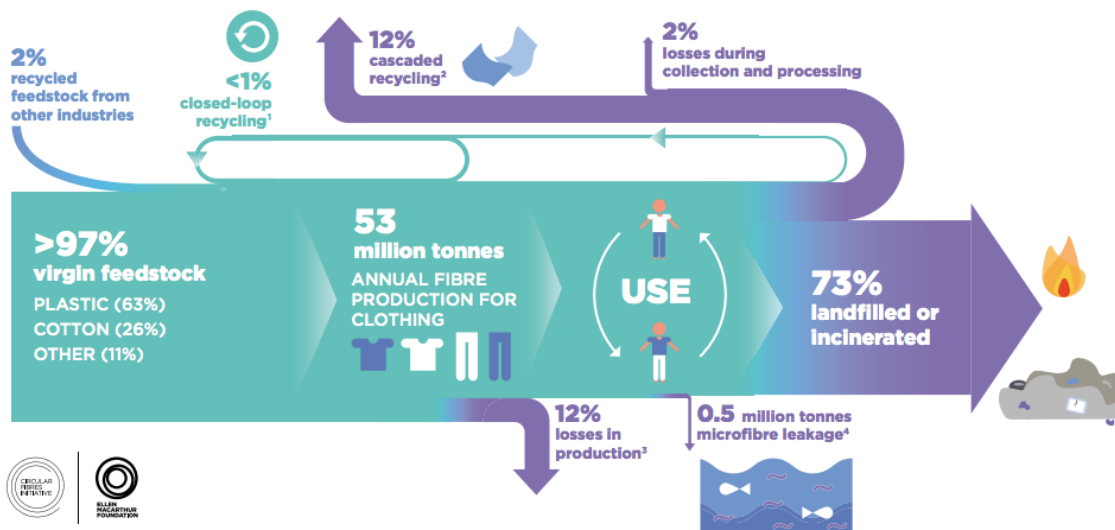 2%
recycled
feedstock from
other industries
<1%
closed-loop
recycling¹
12%
cascaded
recycling²
2%
losses during
collection and processing
>97%
virgin feedstock
PLASTIC (63%)
COTTON (26%)
OTHER (11%)
53
million tonnes
ANNUAL FIBRE
PRODUCTION FOR
CLOTHING
USE
73%
landfilled or
incinerated
12%
losses in
production³
0.5 million tonnes
microfibre leakage⁴
CIRCULAR
FIBRES
INITIATIVE
ELLEN
MACARTHUR
FOUNDATION